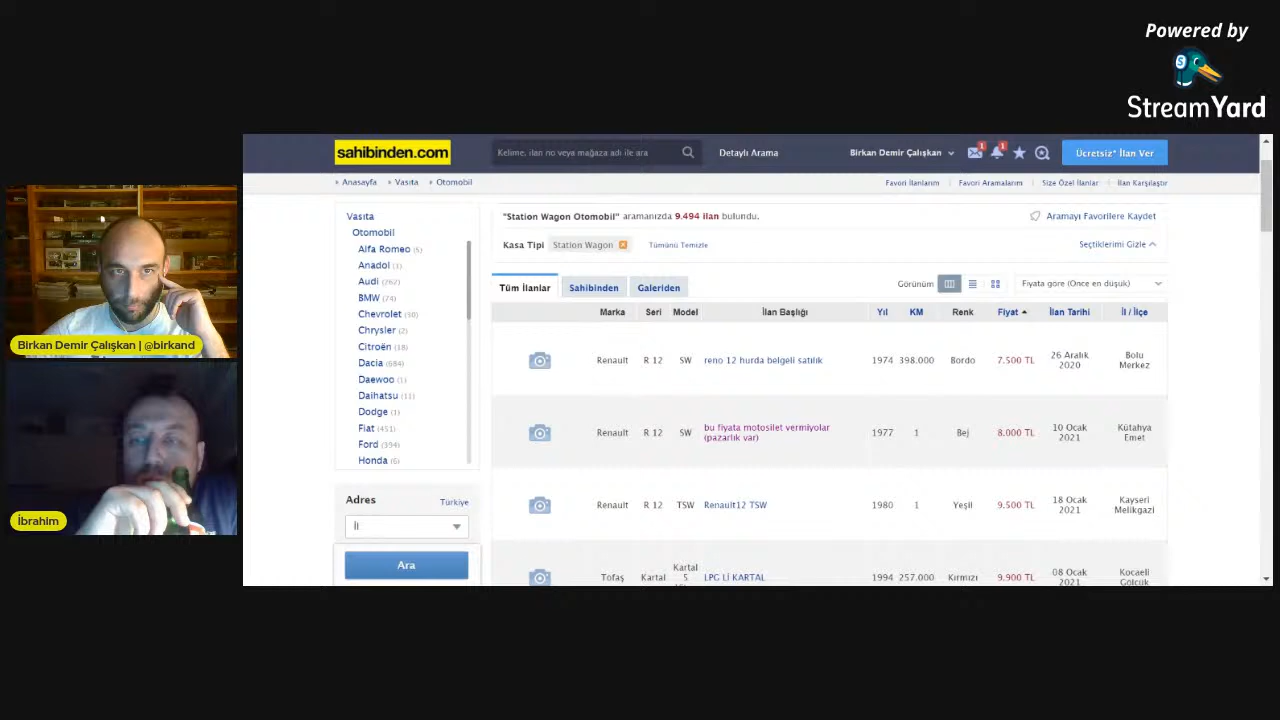 Powered by
StreamYard
sahibinden.com
Kelime, ilan no veya mağaza adı ile ara
Detaylı Arama
Birkan Demir Çalışkan
1
1
Ücretsiz* İlan Ver
Anasayfa
Vasıta
Otomobil
Favori İlanlarım
Favori Aramalarım
Size Özel İlanlar
İlan Karşılaştır
Vasıta
Otomobil
Alfa Romeo (5)
Anadol (1)
Audi (262)
BMW (74)
Chevrolet (30)
Chrysler (2)
Citroën (18)
Dacia (684)
Daewoo (1)
Daihatsu (11)
Dodge (1)
Fiat (451)
Ford (394)
Honda (6)
Adres
Türkiye
İl
Ara
"Station Wagon Otomobil" aramanızda 9.494 ilan bulundu.
Aramayı Favorilere Kaydet
Kasa Tipi
Station Wagon
Tümünü Temizle
Seçtiklerimi Gizle
Tüm İlanlar
Sahibinden
Galeriden
Görünüm
Fiyata göre (Önce en düşük)
Marka Seri Model İlan Başlığı Yıl KM Renk Fiyat İlan Tarihi İl / İlçe
Renault R 12 SW reno 12 hurda belgeli satılık 1974 398.000 Bordo 7.500 TL 26 Aralık
2020
Bolu
Merkez
Renault R 12 SW bu fiyata motosilet vermiyolar
(pazarlık var)
1977 1 Bej 8.000 TL 10 Ocak
2021
Kütahya
Emet
Renault R 12 TSW Renault12 TSW 1980 1 Yeşil 9.500 TL 18 Ocak
2021
Kayseri
Melikgazi
Tofaş Kartal Kartal
5
LPG Lİ KARTAL 1994 257.000 Kırmızı 9.900 TL 08 Ocak
2021
Kocaeli
Gölcük
Birkan Demir Çalışkan | @birkand
İbrahim